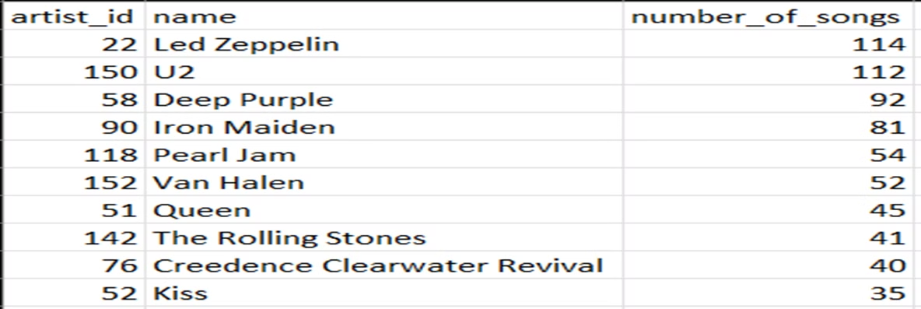 artist_id name number_of_songs
22 Led Zeppelin 114
150 U2 112
58 Deep Purple 92
90 Iron Maiden 81
118 Pearl Jam 54
152 Van Halen 52
51 Queen 45
142 The Rolling Stones 41
76 Creedence Clearwater Revival 40
52 Kiss 35